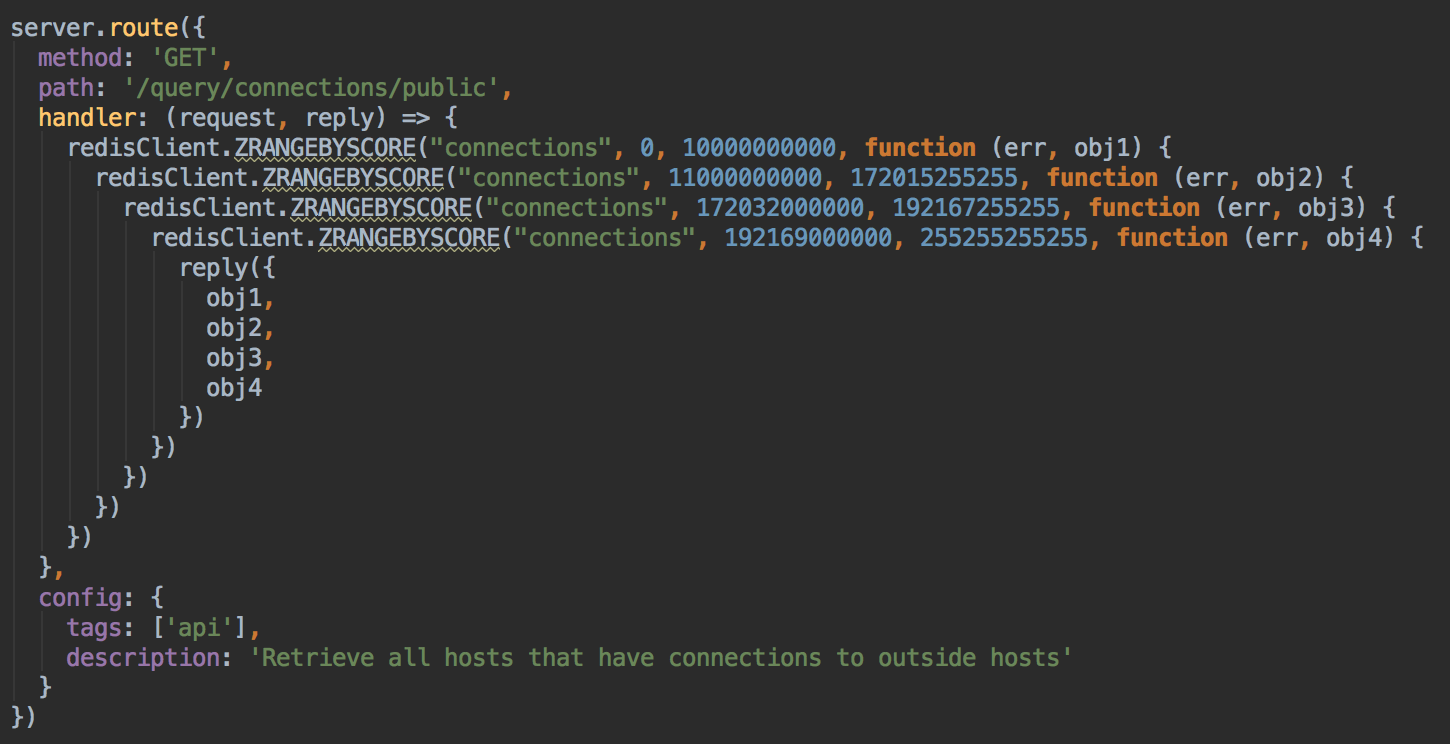 server.route({
  method: 'GET',
  path: '/query/connections/public',
  handler: (request, reply) => {
    redisClient.ZRANGEBYSCORE("connections", 0, 10000000000, function (err, obj1) {
      redisClient.ZRANGEBYSCORE("connections", 11000000000, 172015255255, function (err, obj2) {
        redisClient.ZRANGEBYSCORE("connections", 172032000000, 192167255255, function (err, obj3) {
          redisClient.ZRANGEBYSCORE("connections", 192169000000, 255255255255, function (err, obj4) {
            reply({
              obj1,
              obj2,
              obj3,
              obj4
            })
          })
        })
      })
    })
  },
  config: {
    tags: ['api'],
    description: 'Retrieve all hosts that have connections to outside hosts'
  }
})